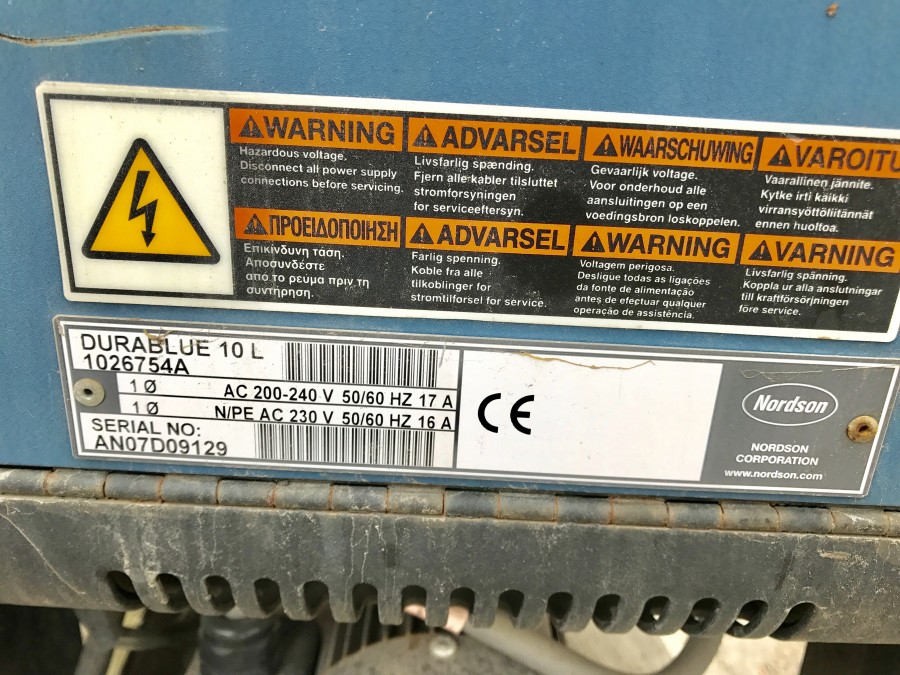 WARNING
Hazardous voltage.
Disconnect all power supply
connections before servicing.
ADVARSEL
Livsfarlig spænding.
Fjern alle kabler tilsluttet
stromforsyningen
for serviceeftersyn.
WAARSCHUWING
Gevaarlijk voltage.
Voor onderhoud alle
aansluitingen op een
voedingsbron loskoppelen.
VAROITU
Vaarallinen jännite.
Kytke irti kaikki
virransyöttöliitännät
ennen huoltoa.
ΠΡΟΕΙΔΟΠΟΙΗΣΗ
Επικίνδυνη τάση.
Αποσυνδέστε
απο το ρευμα πριν τη
συντήρηση.
ADVARSEL
Farlig spenning.
Koble fra alle
tilkoblinger for
stromtilforsel for service.
WARNING
Voltagem perigosa.
Desligue todas as ligações
da fonte de alimentação
antes de efectuar qualquer
operação de assistência.
VARNING
Livsfarlig spänning.
Koppla ur alla anslutningar
till kraftförsörjningen
före service.
DURABLUE 10 L
1026754A
1 Ø AC 200-240 V 50/60 HZ 17 A
1 Ø N/PE AC 230 V 50/60 HZ 16 A
SERIAL NO:
AN07D09129
CE
Nordson
NORDSON
CORPORATION
www.nordson.com